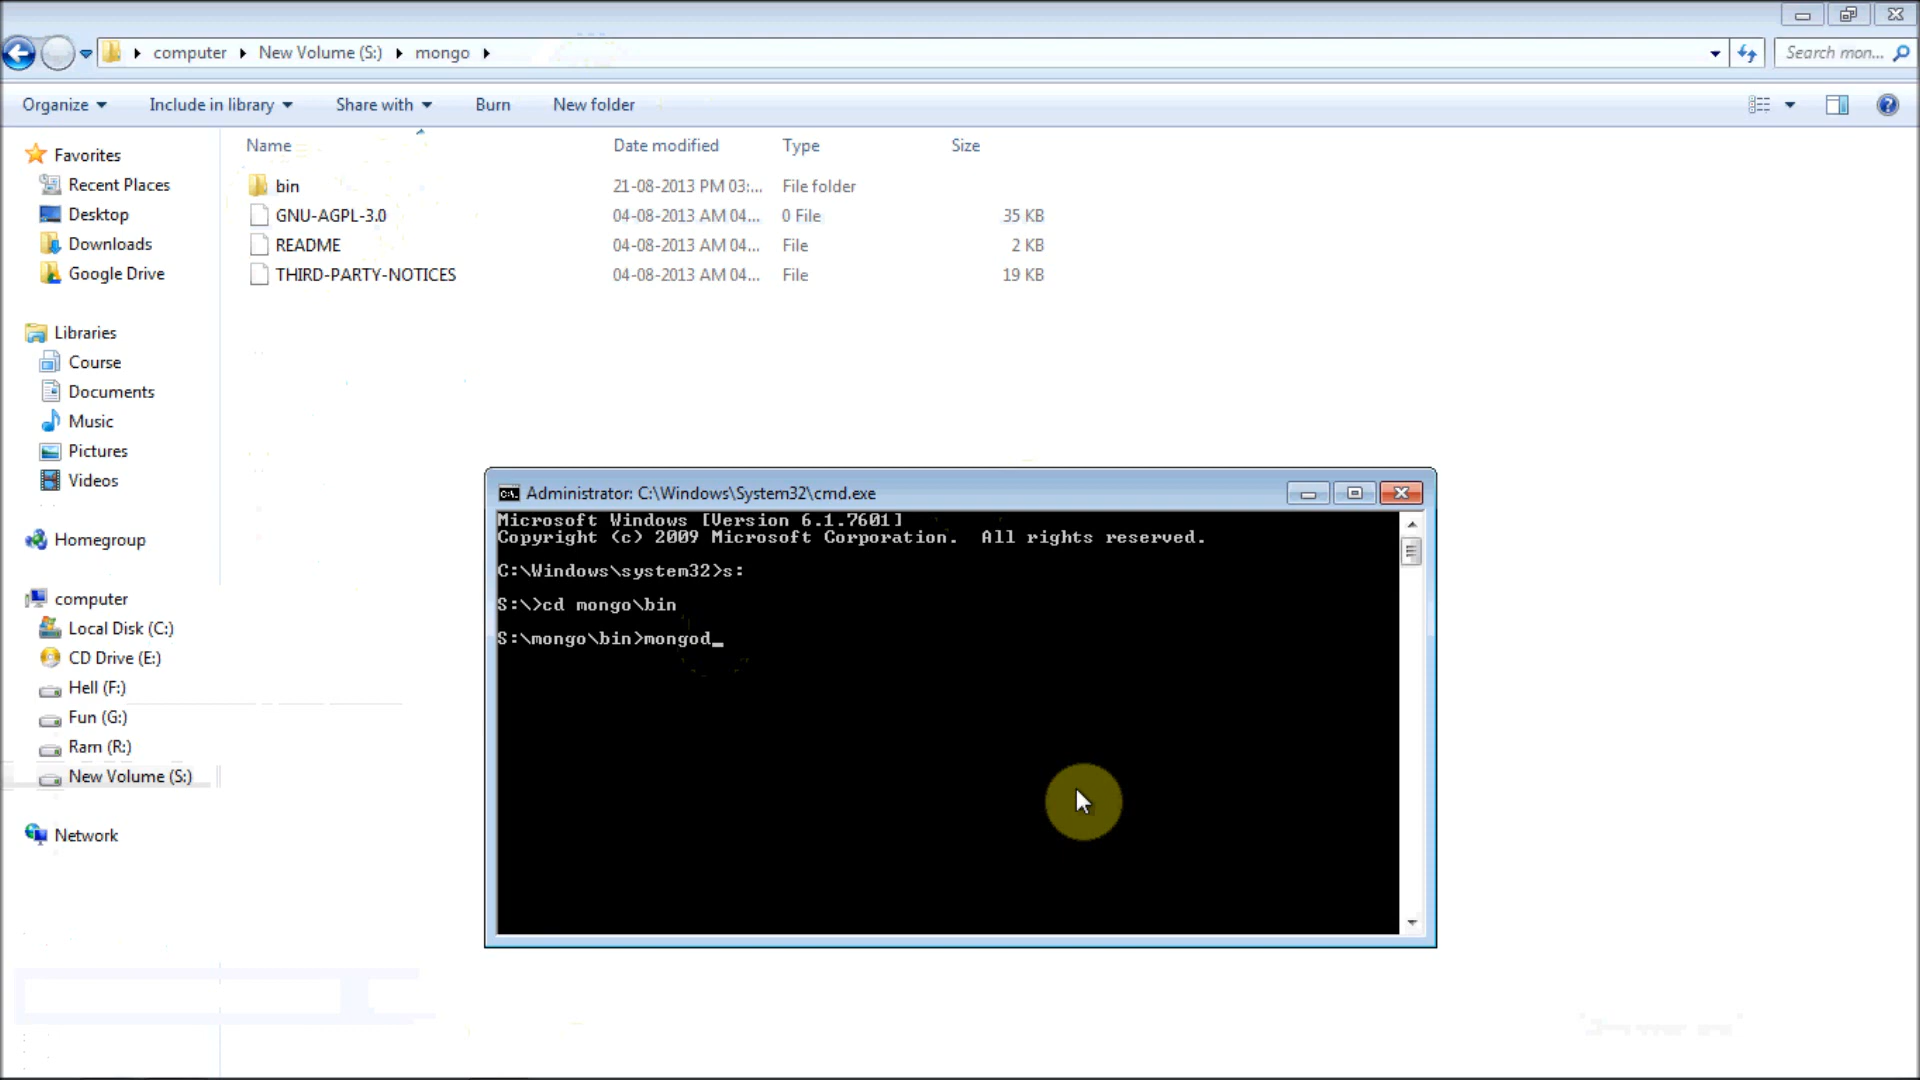 computer New Volume (S:) mongo
Search mon...
Organize Include in library Share with Burn New folder
Name Date modified Type Size
Favorites
Recent Places
Desktop
Downloads
Google Drive
Libraries
Course
Documents
Music
Pictures
Videos
Homegroup
computer
Local Disk (C:)
CD Drive (E:)
Hell (F:)
Fun (G:)
Ram (R:)
New Volume (S:)
Network
bin 21-08-2013 PM 03:... File folder
GNU-AGPL-3.0 04-08-2013 AM 04... 0 File 35 KB
README 04-08-2013 AM 04... File 2 KB
THIRD-PARTY-NOTICES 04-08-2013 AM 04... File 19 KB
Administrator: C:\Windows\System32\cmd.exe
Microsoft Windows [Version 6.1.7601]
Copyright (c) 2009 Microsoft Corporation. All rights reserved.
C:\Windows\system32>s:
S:\>cd mongo\bin
S:\mongo\bin>mongod_